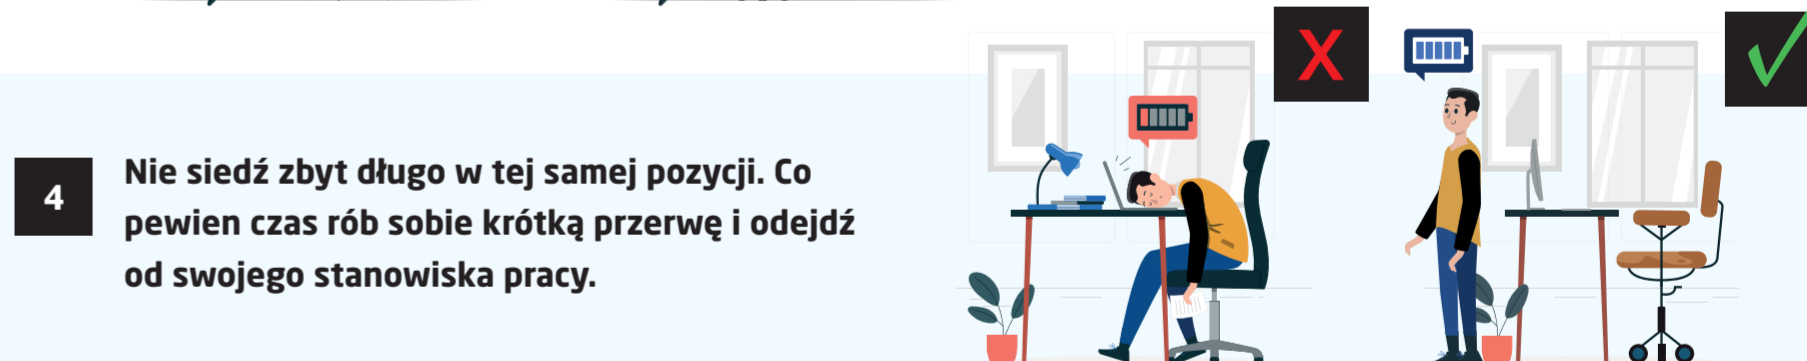 4
Nie siedź zbyt długo w tej samej pozycji. Co
pewien czas rób sobie krótką przerwę i odejdź
od swojego stanowiska pracy.
X